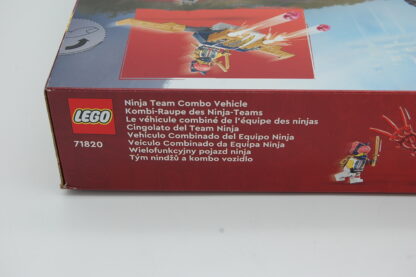 LEGO
71820
Ninja Team Combo Vehicle
Kombi-Raupe des Ninja-Teams
Le véhicule combiné de l'équipe des ninjas
Cingolato del Team Ninja
Vehículo Combinado del Equipo Ninja
Veículo Combinado da Equipa Ninja
Wielofunkcyjny pojazd ninja
Tým nindžů a kombo vozidlo